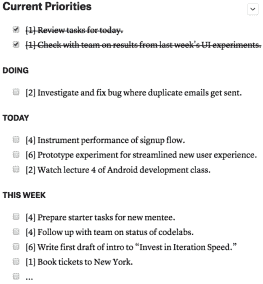 Current Priorities
[1] Review tasks for today.
[1] Check with team on results from last week's UI experiments.
DOING
[2] Investigate and fix bug where duplicate emails get sent.
TODAY
[4] Instrument performance of signup flow.
[6] Prototype experiment for streamlined new user experience.
[2] Watch lecture 4 of Android development class.
THIS WEEK
[4] Prepare starter tasks for new mentee.
[4] Follow up with team on status of codelabs.
[6] Write first draft of intro to "Invest in Iteration Speed."
[1] Book tickets to New York.
...